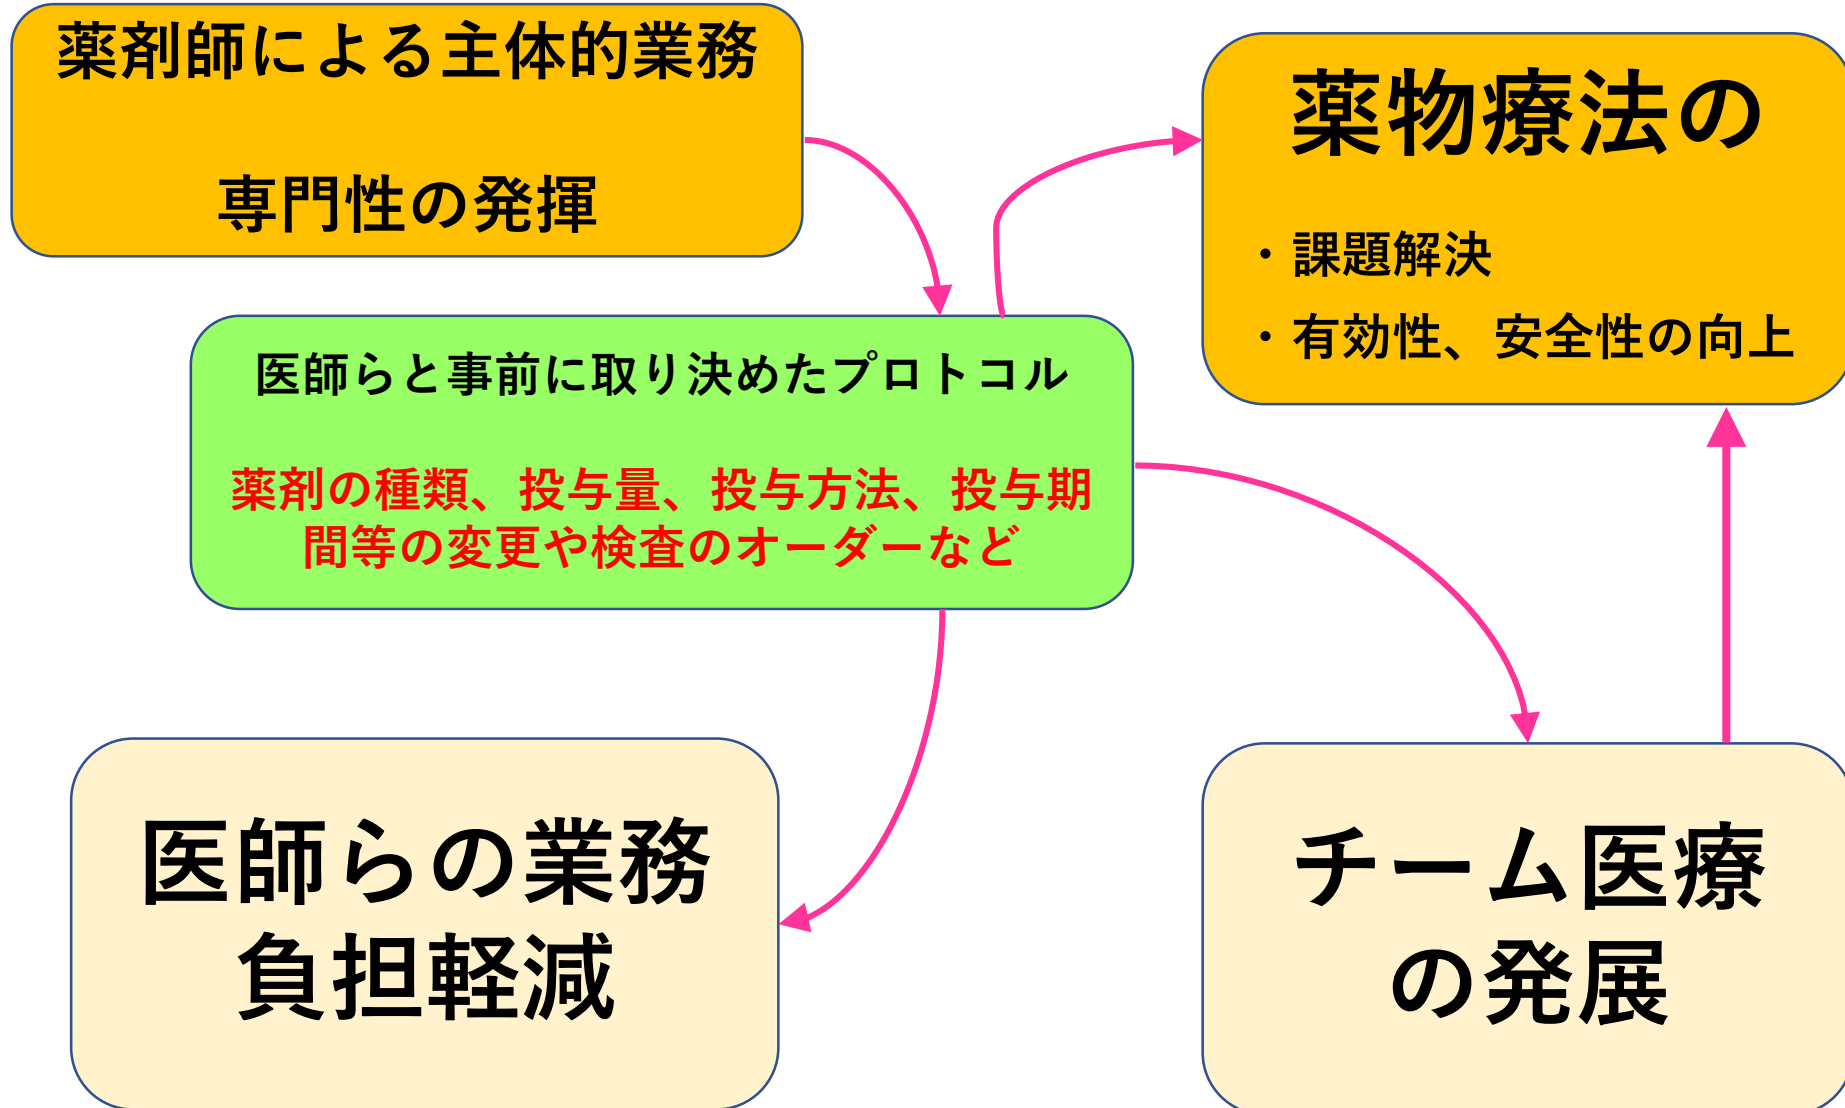 薬剤師による主体的業務
専門性の発揮
薬物療法の
・課題解決
・有効性、安全性の向上
医師らと事前に取り決めたプロトコル
薬剤の種類、投与量、投与方法、投与期
間等の変更や検査のオーダーなど
医師らの業務
負担軽減
チーム医療
の発展